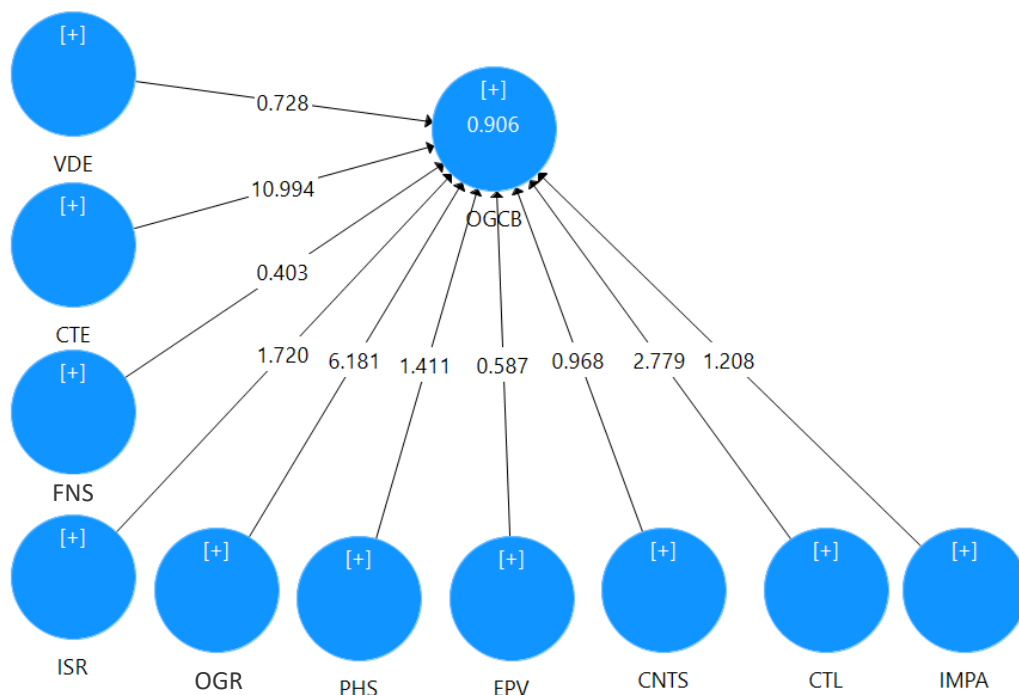 [+]
VDE
[+]
0.906
OGCB
0.728
[+]
CTE
10.994
[+]
FNS
0.403
1.720
6.181
1.411
0.587
0.968
2.779
1.208
[+]
ISR
[+]
OGR
[+]
PHS
[+]
EPV
[+]
CNTS
[+]
CTL
[+]
IMPA